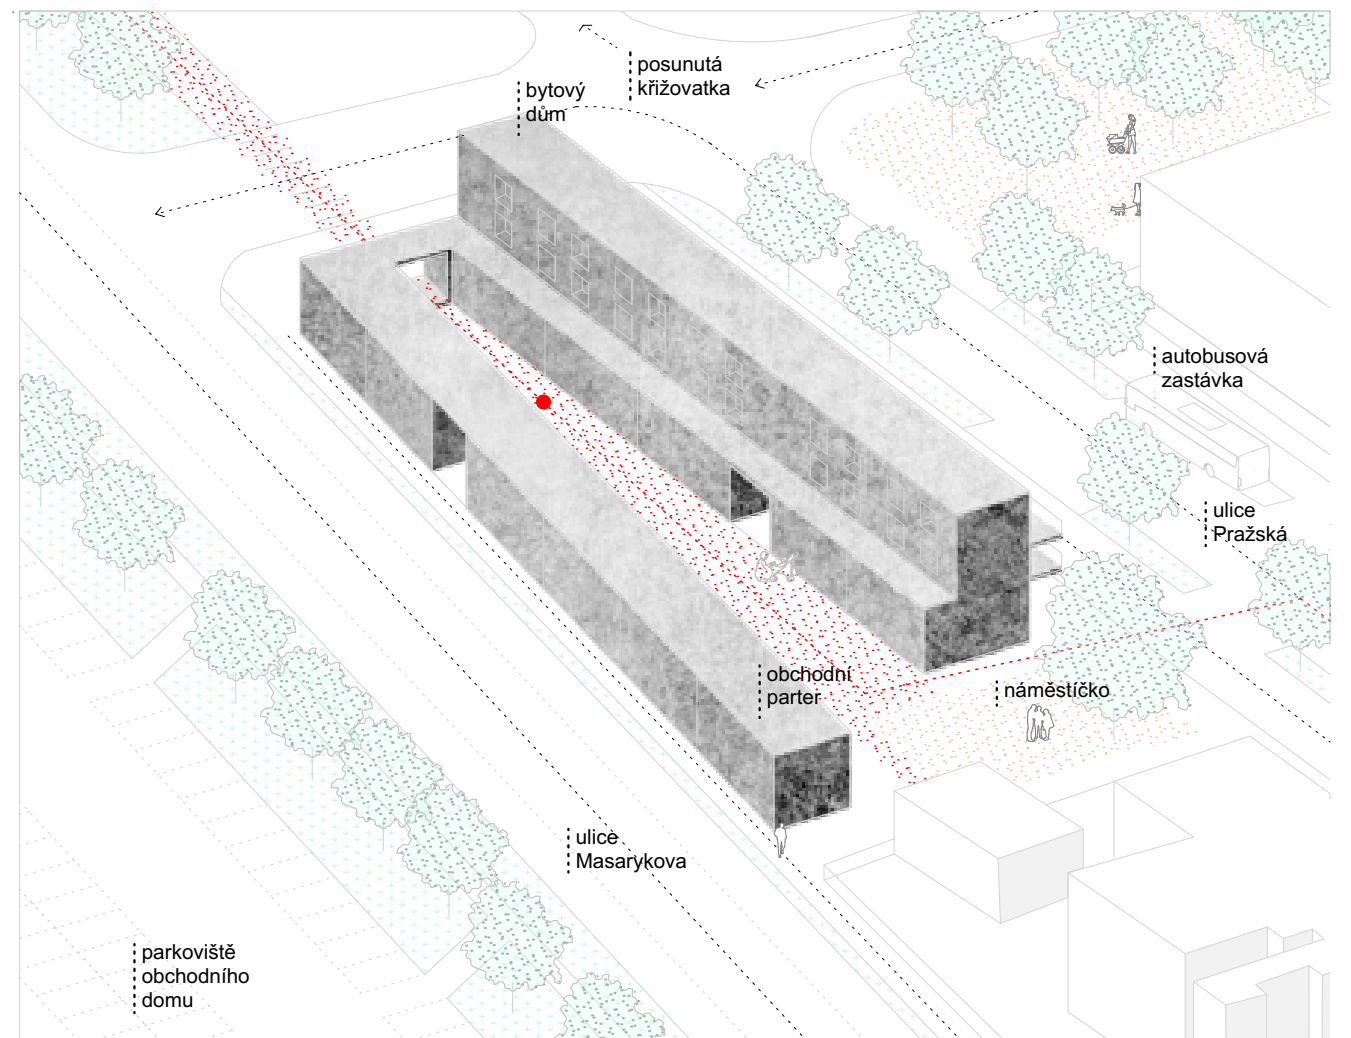 posunutá
křižovatka
bytový
dům
autobusová
zastávka
ulice
Pražská
obchodní
parter
náměstíčko
ulice
Masarykova
parkoviště
obchodního
domu